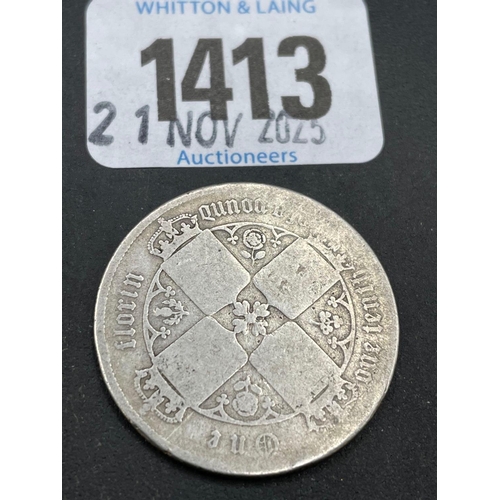 WHITTON & LAING
1413
21 NOV 2025
Auctioneers
florin
One